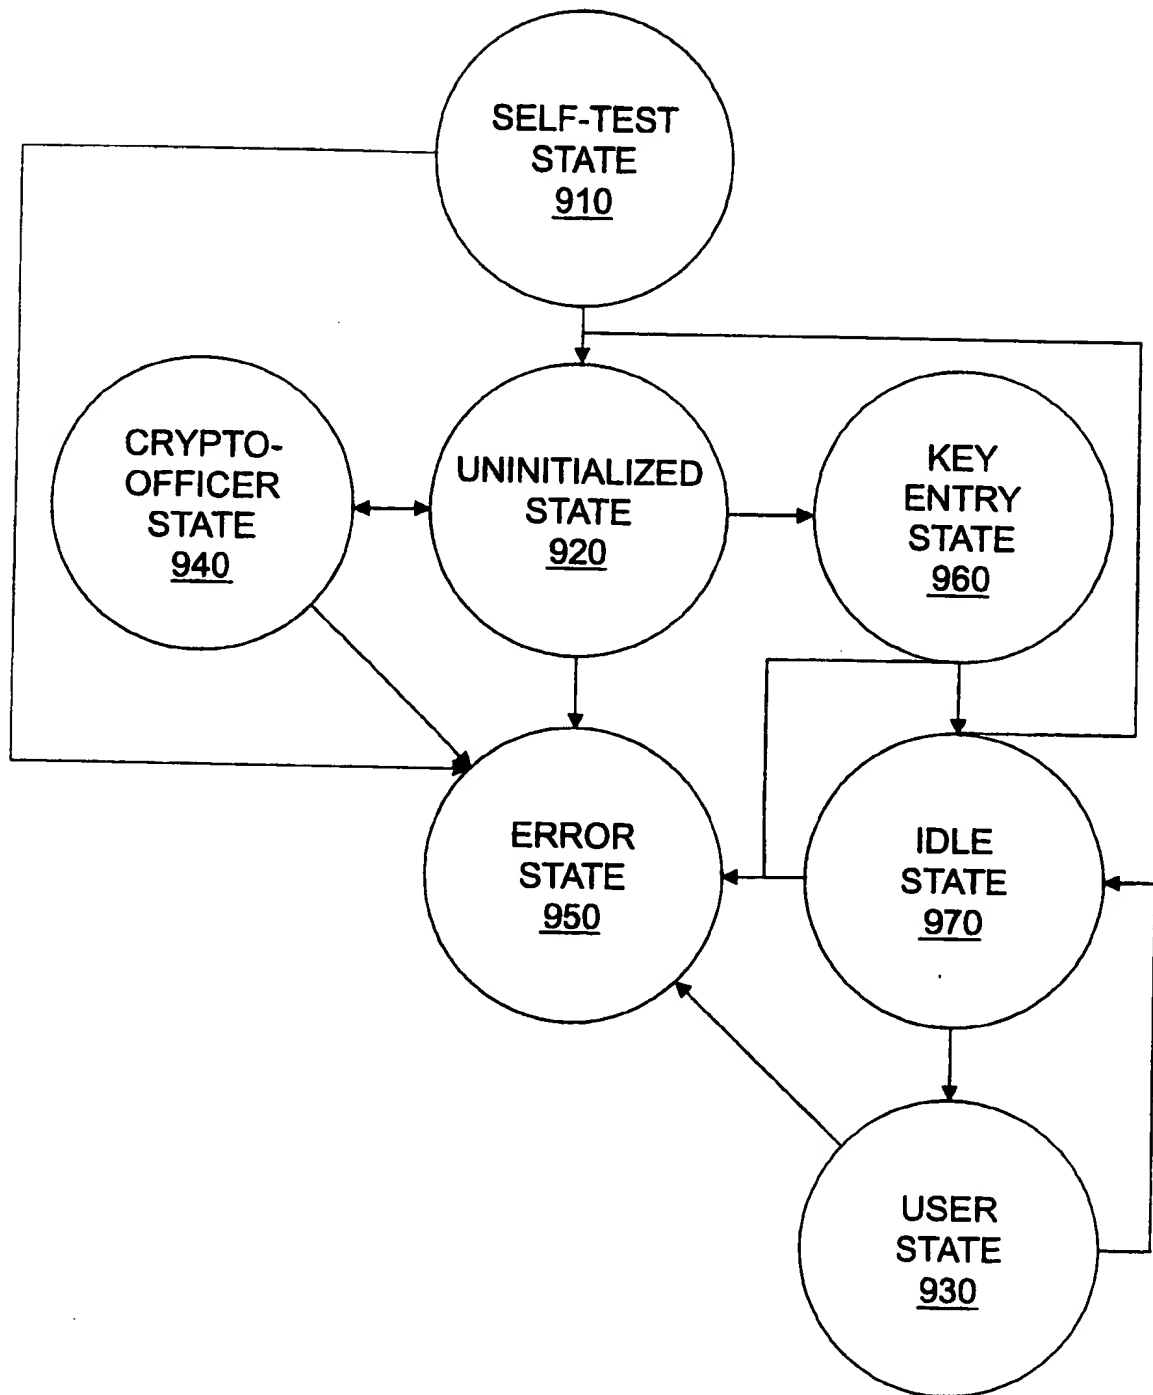 SELF-TEST
STATE
910
CRYPTO-
OFFICER
STATE
940
UNINITIALIZED
STATE
920
KEY
ENTRY
STATE
960
ERROR
STATE
950
IDLE
STATE
970
USER
STATE
930